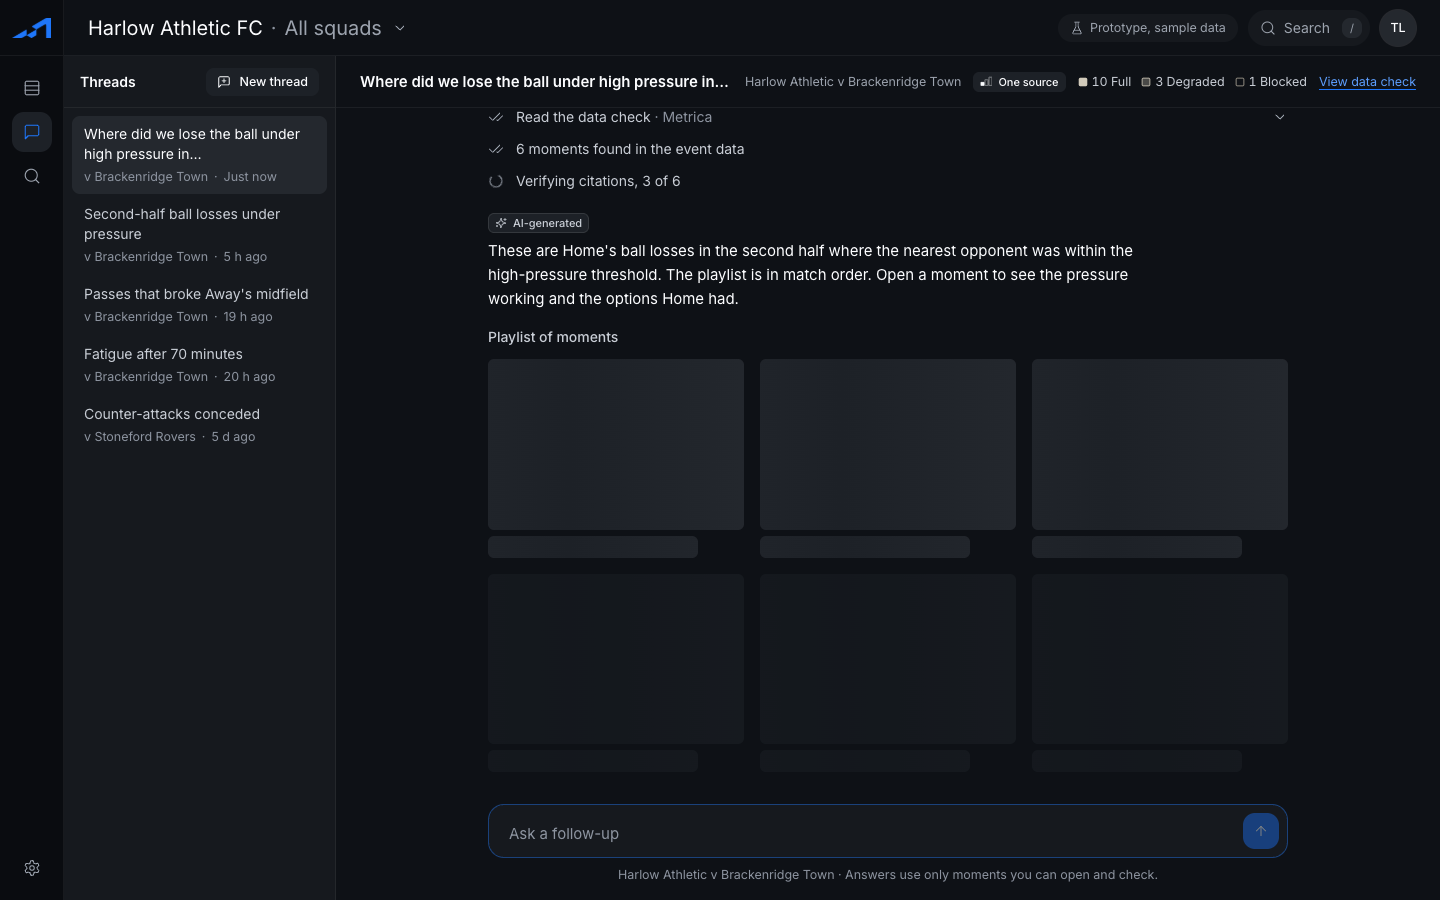 Harlow Athletic FC · All squads
Prototype, sample data
Search /
TL
Threads
New thread
Where did we lose the ball under
high pressure in...
v Brackenridge Town · Just now
Second-half ball losses under
pressure
v Brackenridge Town · 5 h ago
Passes that broke Away's midfield
v Brackenridge Town · 19 h ago
Fatigue after 70 minutes
v Brackenridge Town · 20 h ago
Counter-attacks conceded
v Stoneford Rovers · 5 d ago
Where did we lose the ball under high pressure in...
Harlow Athletic v Brackenridge Town
One source
10 Full
3 Degraded
1 Blocked
View data check
Read the data check · Metrica
6 moments found in the event data
Verifying citations, 3 of 6
AI-generated
These are Home's ball losses in the second half where the nearest opponent was within the
high-pressure threshold. The playlist is in match order. Open a moment to see the pressure
working and the options Home had.
Playlist of moments
Ask a follow-up
Harlow Athletic v Brackenridge Town · Answers use only moments you can open and check.